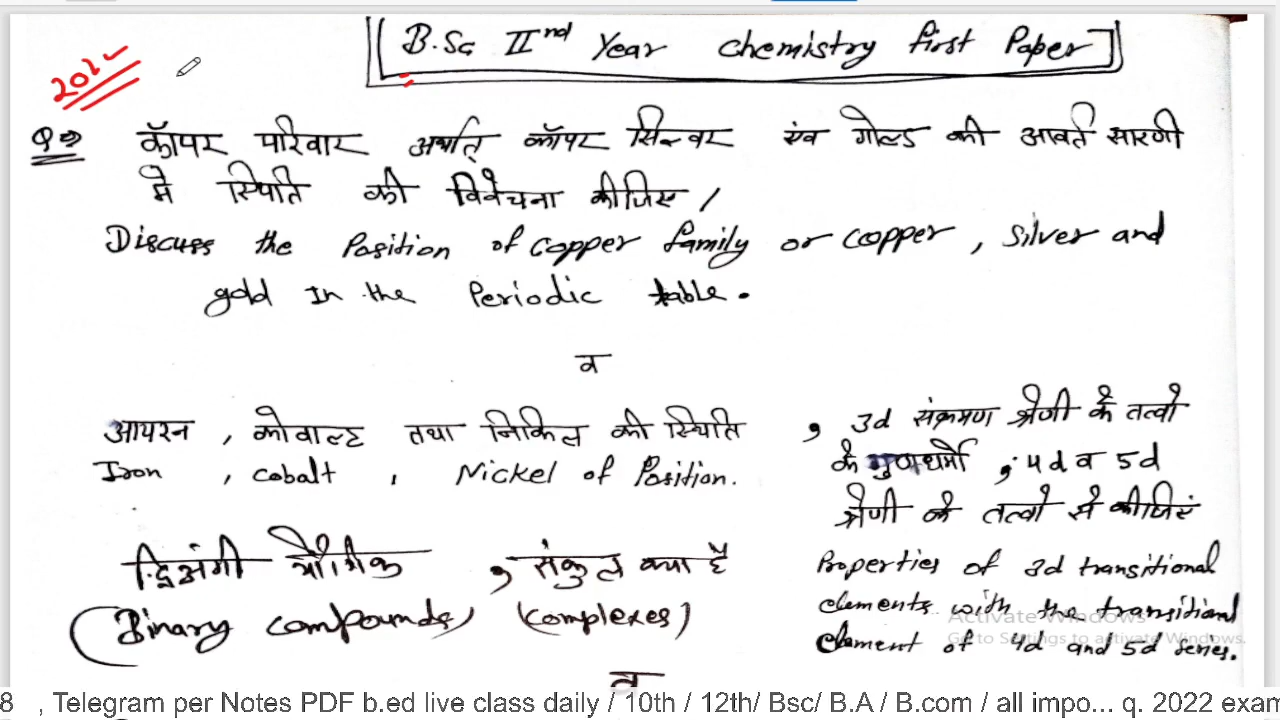 B.Sc IInd Year Chemistry First Paper
2022
Q⇒ कॉपर परिवार अर्थात् कॉपर सिल्वर एंव गोल्ड की आवर्त सारणी
मे स्थिति की विवेचना कीजिए /
Discuss the Position of Copper family or Copper, Silver and
gold In the Periodic table.
व
आयरन , कोवाल्ट तथा निकिल की स्थिति
Iron , cobalt , Nickel of Position.
, 3d संक्रमण श्रेणी के तत्वो
के गुणधर्मो , 4d व 5d
श्रेणी के तत्वो से कीजिएं
Properties of 3d transitional
elements with the transitional
Element of 4d and 5d series.
द्विअंगी यौगिक , संकुल क्या है
(Binary compounds) (complexes)
व
Activate Windows
Go to Settings to activate Windows.
8 , Telegram per Notes PDF b.ed live class daily / 10th / 12th/ Bsc/ B.A / B.com / all impo... q. 2022 exam